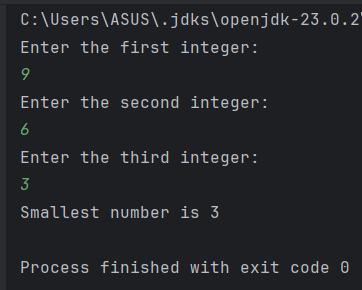 C:\Users\ASUS\.jdks\openjdk-23.0.2
Enter the first integer:
9
Enter the second integer:
6
Enter the third integer:
3
Smallest number is 3
Process finished with exit code 0